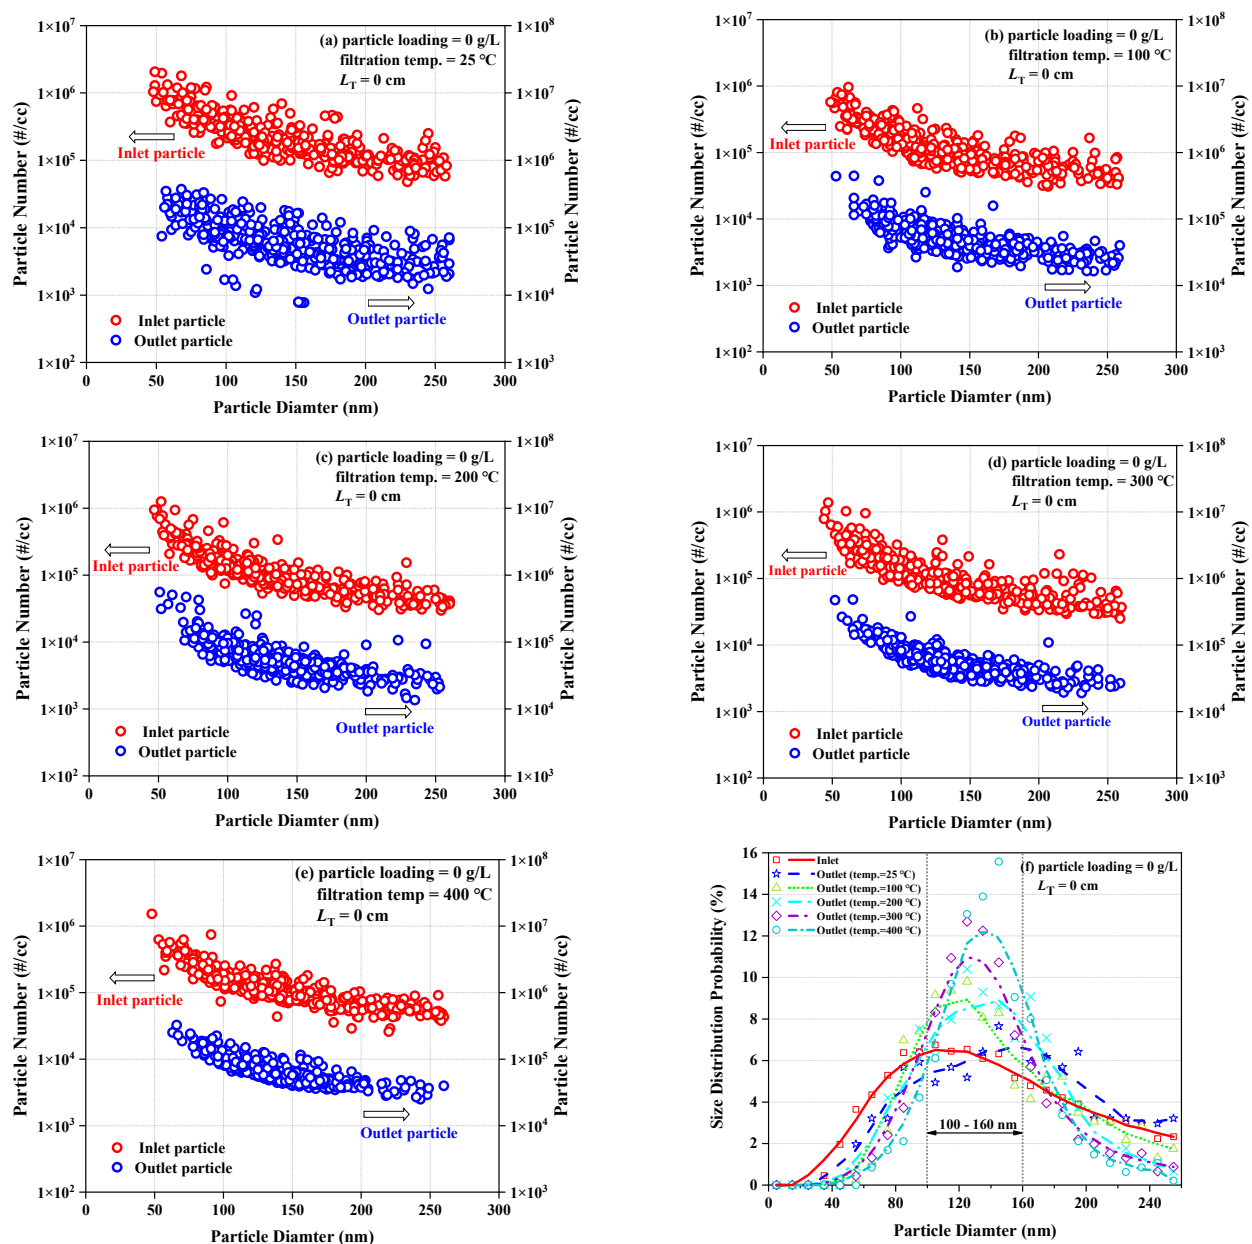 (a) particle loading = 0 g/L
filtration temp. = 25 °C
L_T = 0 cm
1×10⁷
1×10⁶
1×10⁵
1×10⁴
1×10³
1×10²
1×10⁸
1×10⁷
1×10⁶
1×10⁵
1×10⁴
1×10³
Particle Number (#/cc)
Particle Number (#/cc)
Inlet particle
Outlet particle
Inlet particle
Outlet particle
0 50 100 150 200 250 300
Particle Diamter (nm)
(b) particle loading = 0 g/L
filtration temp. = 100 °C
L_T = 0 cm
1×10⁷
1×10⁶
1×10⁵
1×10⁴
1×10³
1×10²
1×10⁸
1×10⁷
1×10⁶
1×10⁵
1×10⁴
1×10³
Particle Number (#/cc)
Particle Number (#/cc)
Inlet particle
Outlet particle
Inlet particle
Outlet particle
0 50 100 150 200 250 300
Particle Diamter (nm)
(c) particle loading = 0 g/L
filtration temp. = 200 °C
L_T = 0 cm
1×10⁷
1×10⁶
1×10⁵
1×10⁴
1×10³
1×10²
1×10⁸
1×10⁷
1×10⁶
1×10⁵
1×10⁴
1×10³
Particle Number (#/cc)
Particle Number (#/cc)
Inlet particle
Outlet particle
Inlet particle
Outlet particle
0 50 100 150 200 250 300
Particle Diamter (nm)
(d) particle loading = 0 g/L
filtration temp. = 300 °C
L_T = 0 cm
1×10⁷
1×10⁶
1×10⁵
1×10⁴
1×10³
1×10²
1×10⁸
1×10⁷
1×10⁶
1×10⁵
1×10⁴
1×10³
Particle Number (#/cc)
Particle Number (#/cc)
Inlet particle
Outlet particle
Inlet particle
Outlet particle
0 50 100 150 200 250 300
Particle Diamter (nm)
(e) particle loading = 0 g/L
filtration temp = 400 °C
L_T = 0 cm
1×10⁷
1×10⁶
1×10⁵
1×10⁴
1×10³
1×10²
1×10⁸
1×10⁷
1×10⁶
1×10⁵
1×10⁴
1×10³
Particle Number (#/cc)
Particle Number (#/cc)
Inlet particle
Outlet particle
Inlet particle
Outlet particle
0 50 100 150 200 250 300
Particle Diamter (nm)
(f) particle loading = 0 g/L
L_T = 0 cm
Inlet
Outlet (temp.=25 °C)
Outlet (temp.=100 °C)
Outlet (temp.=200 °C)
Outlet (temp.=300 °C)
Outlet (temp.=400 °C)
16
14
12
10
8
6
4
2
0
Size Distribution Probability (%)
100 - 160 nm
0 40 80 120 160 200 240
Particle Diamter (nm)